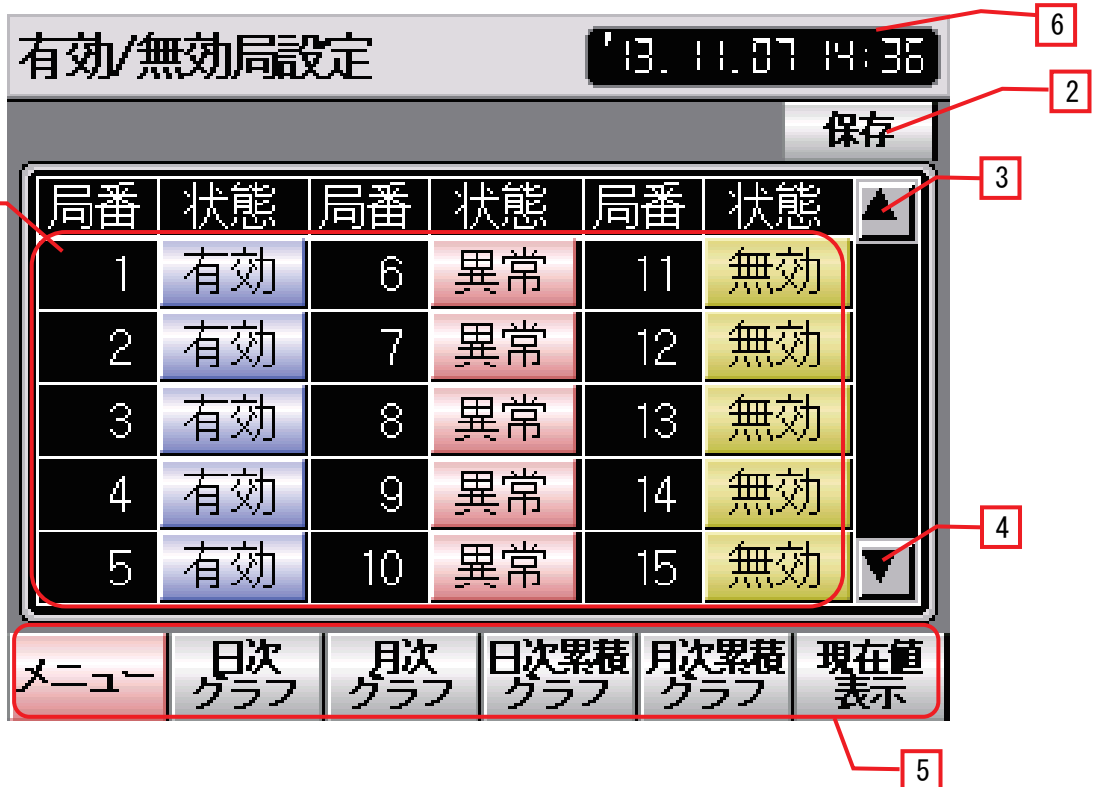 6
有効/無効局設定 '13. 11.07 14:36
2
保存
3
局番 状態 局番 状態 局番 状態 ▲
1 有効 6 異常 11 無効
2 有効 7 異常 12 無効
3 有効 8 異常 13 無効
4 有効 9 異常 14 無効
4
5 有効 10 異常 15 無効 ▼
メニュー 日次グラフ 月次グラフ 日次累積グラフ 月次累積グラフ 現在値表示
5